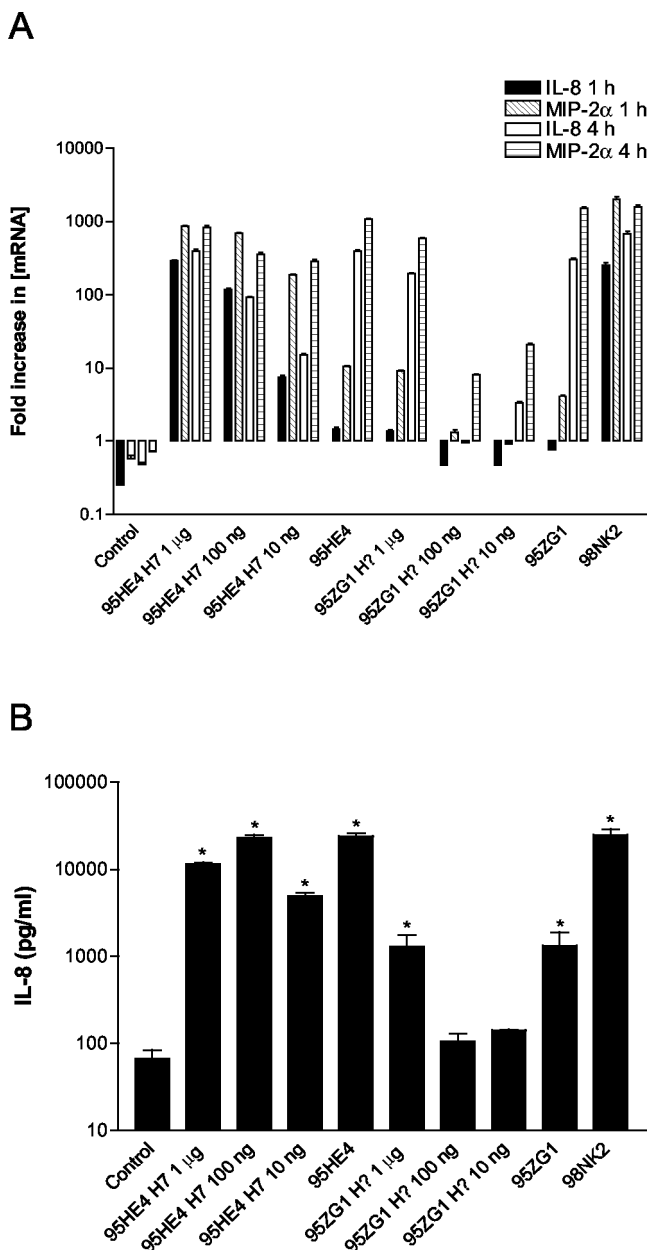 A
IL-8 1 h
MIP-2α 1 h
IL-8 4 h
MIP-2α 4 h
Fold increase in [mRNA]
10000
1000
100
10
1
0.1
Control
95HE4 H7 1 μg
95HE4 H7 100 ng
95HE4 H7 10 ng
95HE4
95ZG1 H? 1 μg
95ZG1 H? 100 ng
95ZG1 H? 10 ng
95ZG1
98NK2
B
IL-8 (pg/ml)
100000
10000
1000
100
10
* * * * * * *
Control
95HE4 H7 1 μg
95HE4 H7 100 ng
95HE4 H7 10 ng
95HE4
95ZG1 H? 1 μg
95ZG1 H? 100 ng
95ZG1 H? 10 ng
95ZG1
98NK2